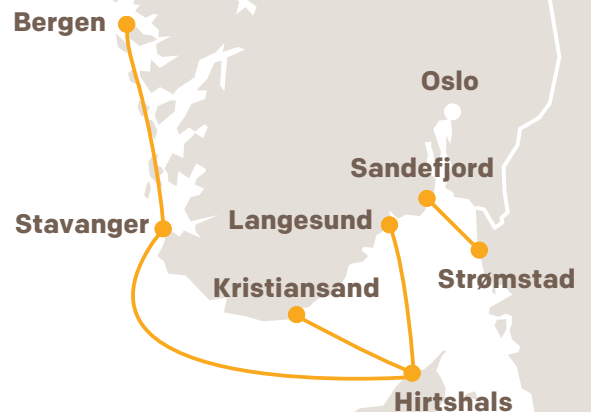 Bergen
Oslo
Sandefjord
Stavanger
Langesund
Kristiansand
Strømstad
Hirtshals